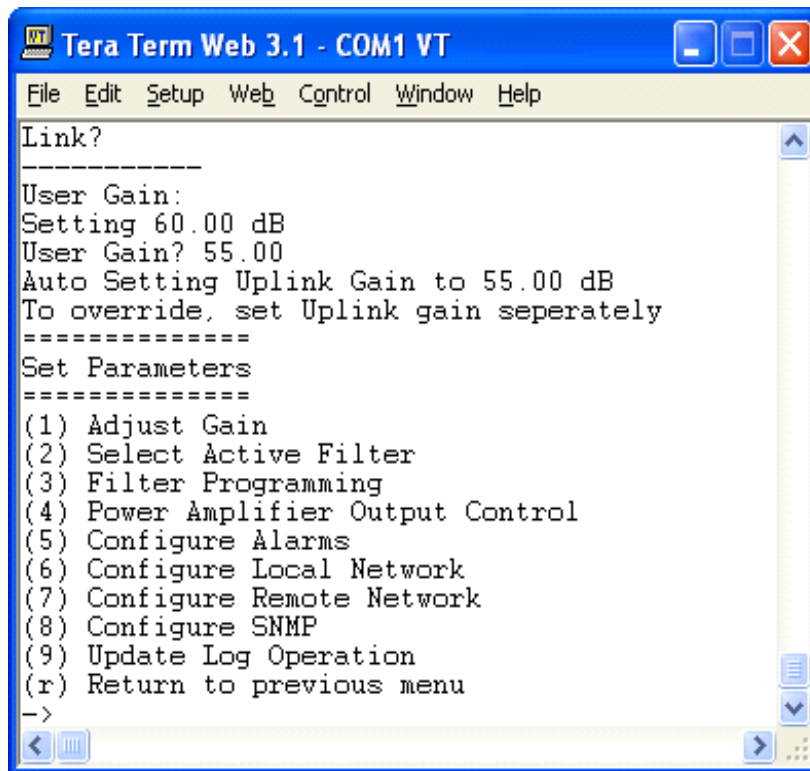 Tera Term Web 3.1 - COM1 VT
File Edit Setup Web Control Window Help
Link?
-----------
User Gain:
Setting 60.00 dB
User Gain? 55.00
Auto Setting Uplink Gain to 55.00 dB
To override, set Uplink gain seperately
==============
Set Parameters
==============
(1) Adjust Gain
(2) Select Active Filter
(3) Filter Programming
(4) Power Amplifier Output Control
(5) Configure Alarms
(6) Configure Local Network
(7) Configure Remote Network
(8) Configure SNMP
(9) Update Log Operation
(r) Return to previous menu
->